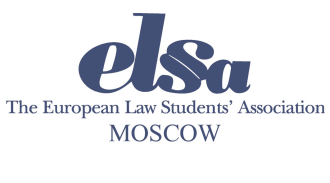 elsa
The European Law Students' Association
MOSCOW